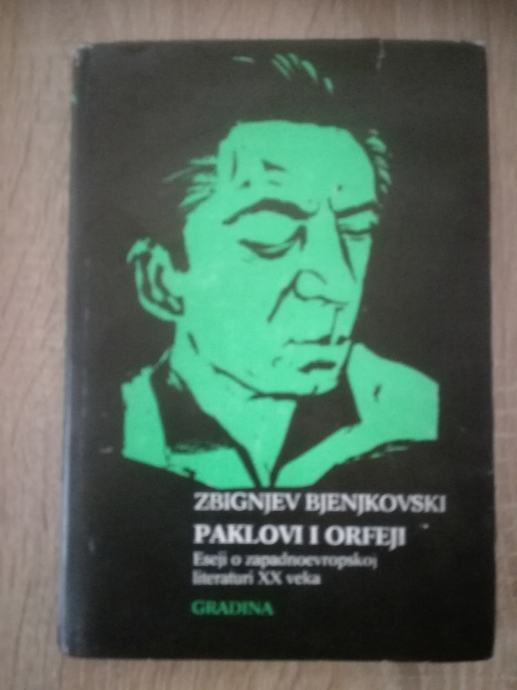 ZBIGNJEV BJENJKOVSKI
PAKLOVI I ORFEJI
Eseji o zapadnoevropskoj
literaturi XX veka
GRADINA